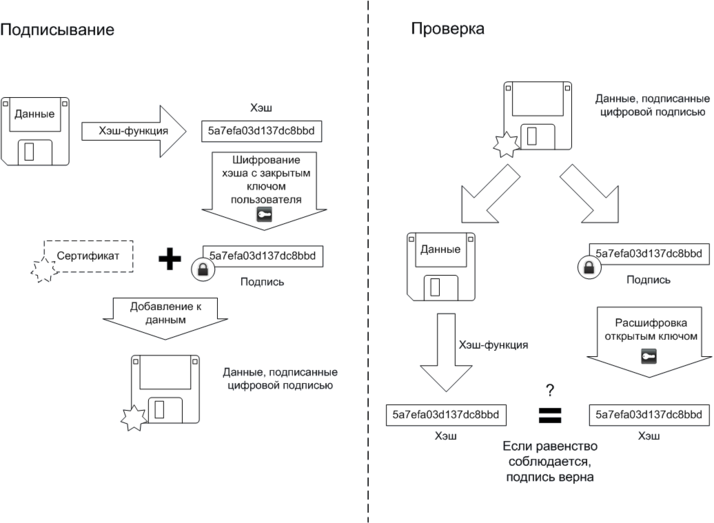 Подписывание
Данные
Хэш-функция
Хэш
5a7efa03d137dc8bbd
Шифрование
хэша с закрытым
ключом
пользователя
Сертификат
+
5a7efa03d137dc8bbd
Подпись
Добавление к
данным
Данные, подписанные
цифровой подписью
Проверка
Данные, подписанные
цифровой подписью
Данные
5a7efa03d137dc8bbd
Подпись
Хэш-функция
Расшифровка
открытым ключом
5a7efa03d137dc8bbd
Хэш
?
=
5a7efa03d137dc8bbd
Хэш
Если равенство
соблюдается,
подпись верна